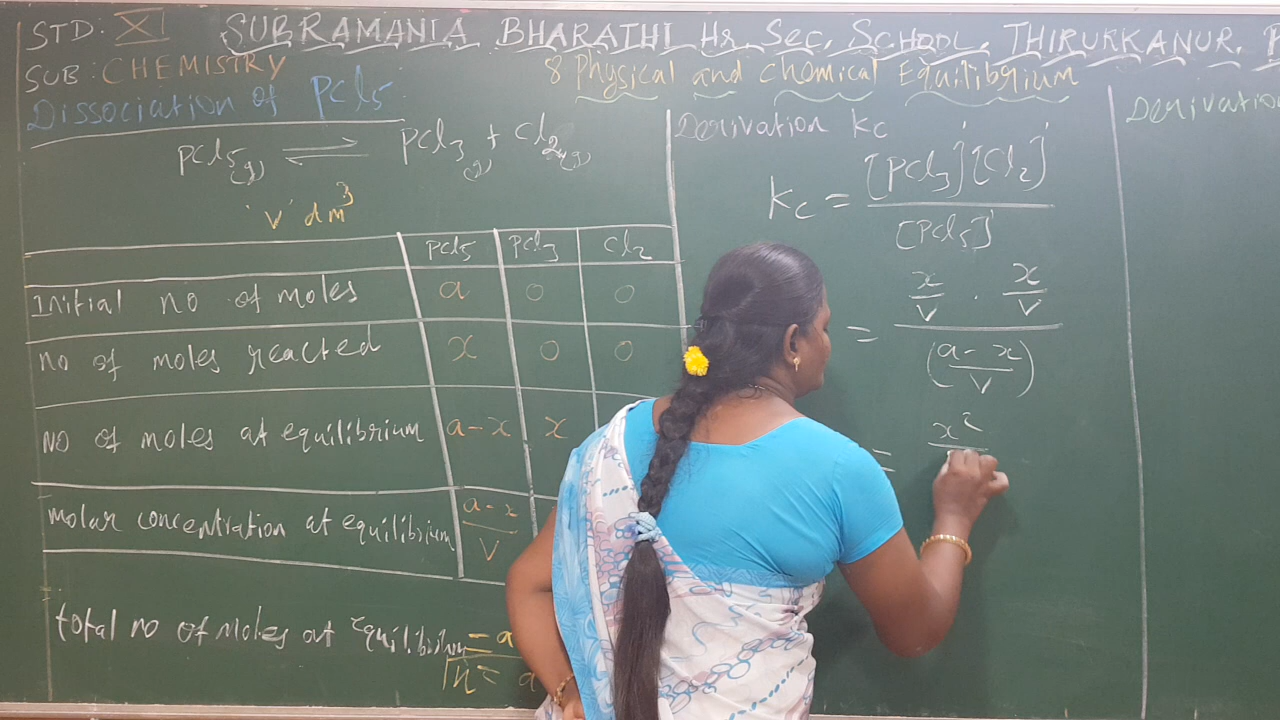 STD: XI SUBRAMANIA BHARATHI Hr. Sec. SCHOOL, THIRUKKANUR.
SUB: CHEMISTRY
8 Physical and chemical Equilibrium
Dissociation of PCl5
PCl5(g) ⇌ PCl3(g) + Cl2(g)
'V' dm³
PCl5 PCl3 Cl2
Initial no of moles a 0 0
no of moles reacted x 0 0
NO of moles at equilibrium a-x x
molar concentration at equilibrium a-x/V
total no of moles at equilibrium = a
n = a
Derivation Kc
Kc = [PCl3][Cl2]
[PCl5]
= x/V . x/V
(a-x/V)
= x²
Derivatio